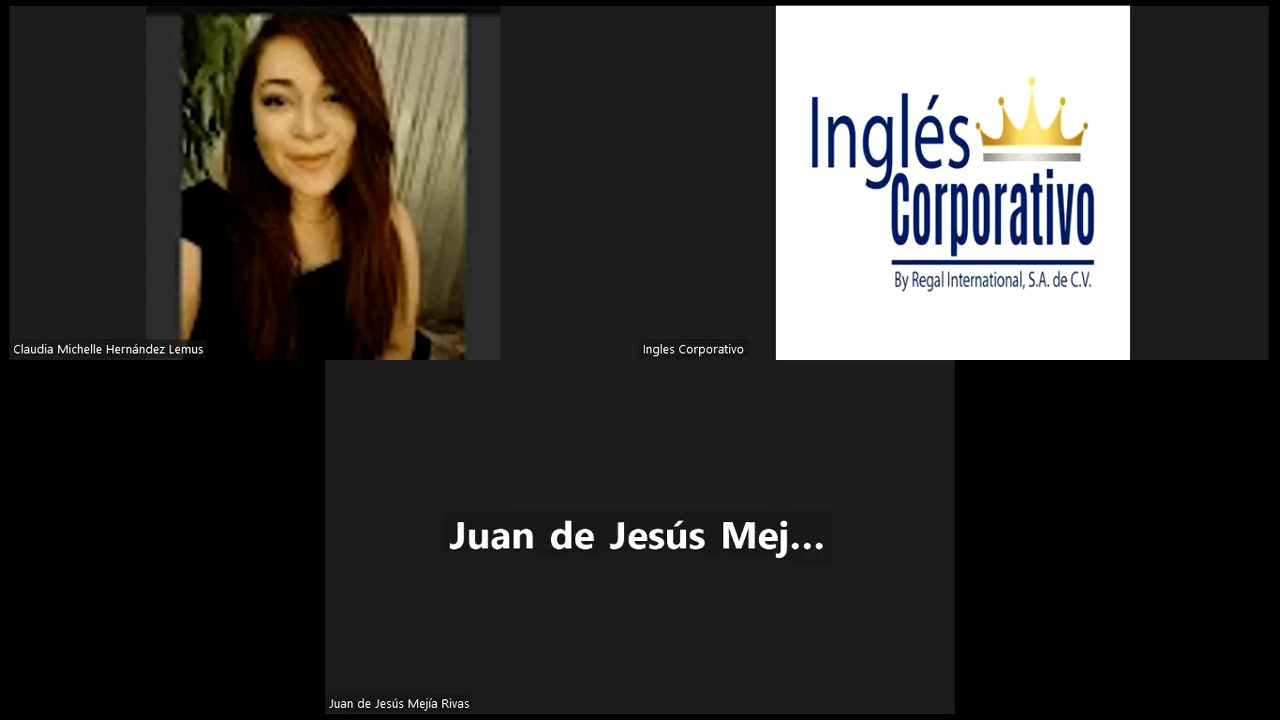 Inglés
Corporativo
By Regal International, S.A. de C.V.
Claudia Michelle Hernández Lemus
Ingles Corporativo
Juan de Jesús Mej...
Juan de Jesús Mejía Rivas